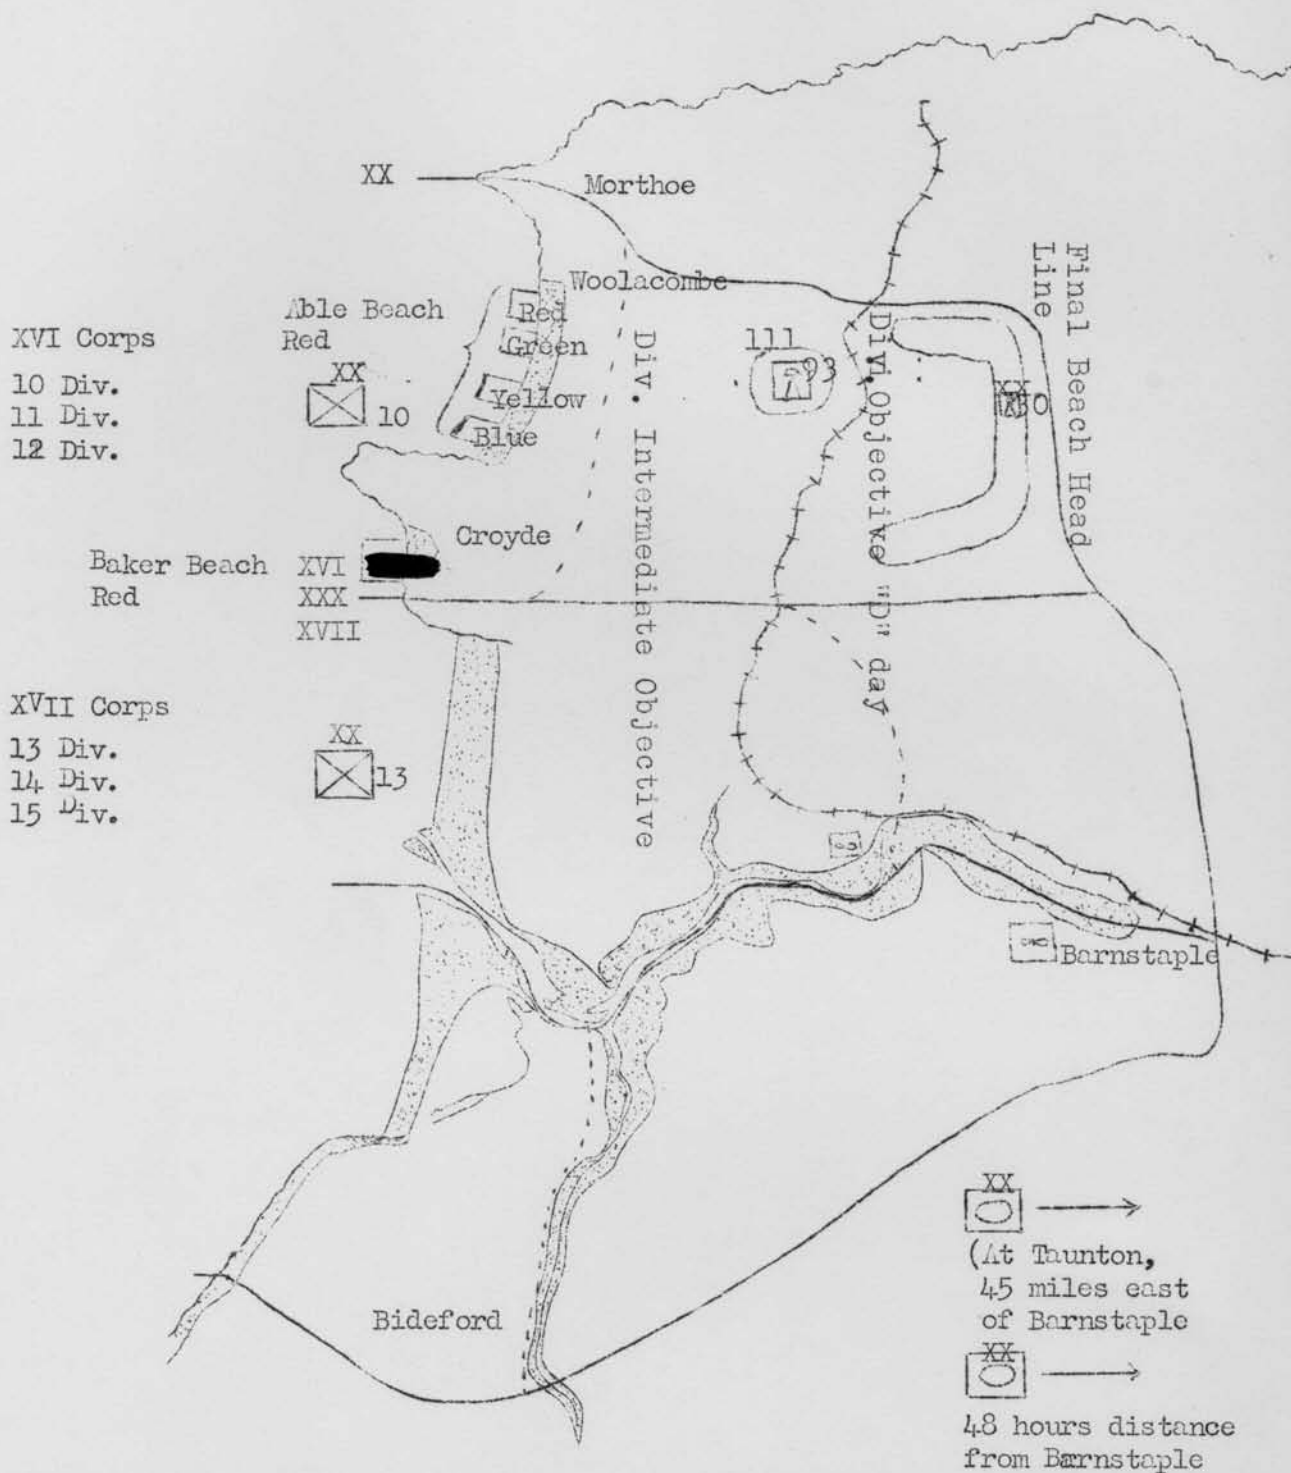 XX
Morthoe
Woolacombe
Able Beach
Red
Red
Green
Yellow
Blue
XVI Corps
10 Div.
11 Div.
12 Div.
XX
10
111
93
XX
Final Beach Head
Line
Div. Intermediate Objective
Div. Objective "D" day
Croyde
Baker Beach
Red
XVI
XXX
XVII
XVII Corps
13 Div.
14 Div.
15 Div.
XX
13
Barnstaple
Bideford
XX
(At Taunton,
45 miles east
of Barnstaple
XX
48 hours distance
from Barnstaple